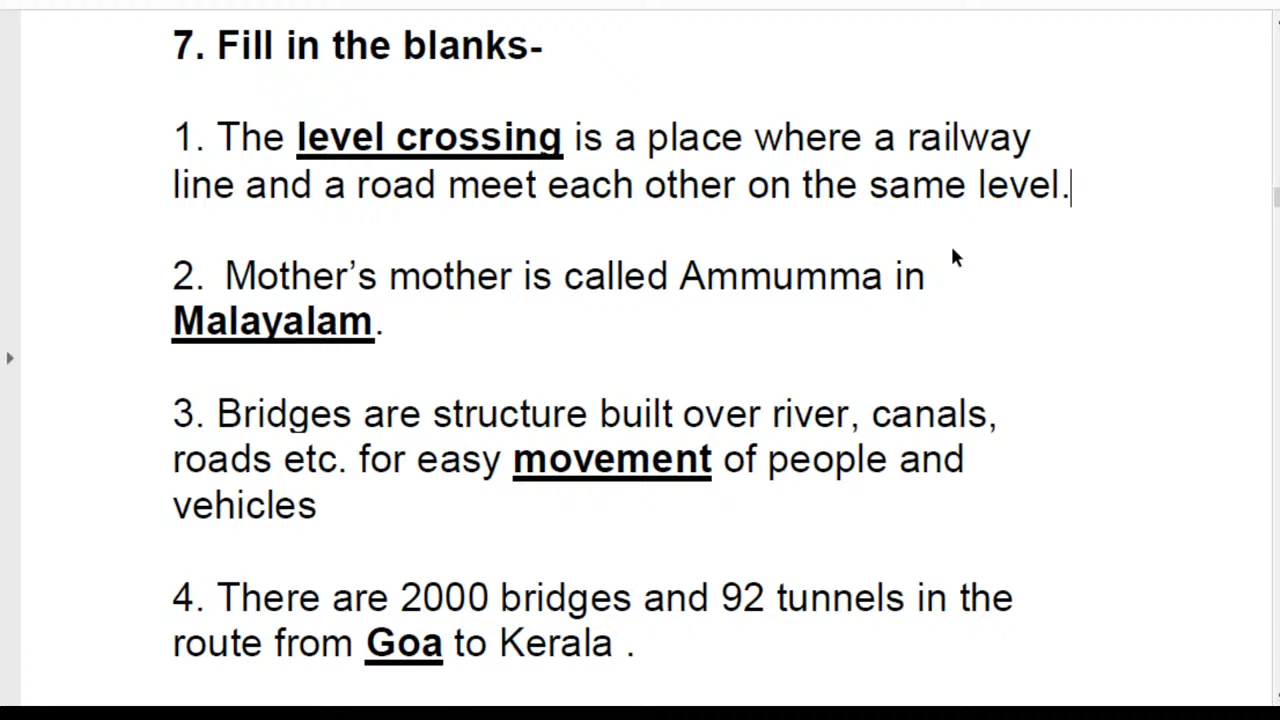 7. Fill in the blanks-
1. The level crossing is a place where a railway
line and a road meet each other on the same level.
2.  Mother’s mother is called Ammumma in
Malayalam.
3. Bridges are structure built over river, canals,
roads etc. for easy movement of people and
vehicles
4. There are 2000 bridges and 92 tunnels in the
route from Goa to Kerala .